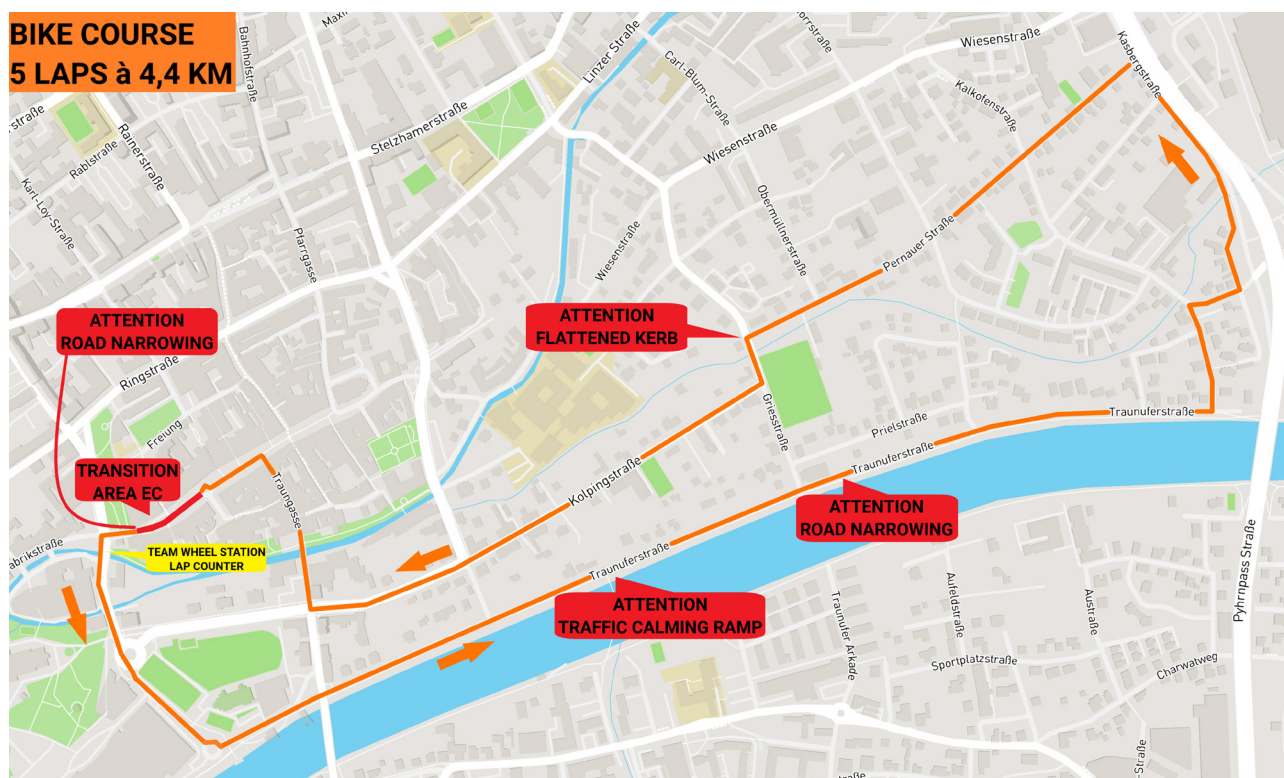 BIKE COURSE
5 LAPS à 4,4 KM
Bahnhofstraße
Linzer Straße
Carl-Blum-Straße
Wiesenstraße
Kasbergstraße
Kalkofenstraße
Rainerstraße
Rablstraße
Stelzhamerstraße
Wiesenstraße
Karl-Loy-Straße
Pfarrgasse
Wiesenstraße
Obermüllnerstraße
Pernauer Straße
ATTENTION
ROAD NARROWING
ATTENTION
FLATTENED KERB
Ringstraße
Griesstraße
Prielstraße
Traunuferstraße
Freiung
TRANSITION
AREA EC
Traungasse
Kolpingstraße
Traunuferstraße
ATTENTION
ROAD NARROWING
TEAM WHEEL STATION
LAP COUNTER
Traunuferstraße
ATTENTION
TRAFFIC CALMING RAMP
Traunufer Arkade
Aufeldstraße
Austraße
Pyhrnpass Straße
Sportplatzstraße
Charwatweg